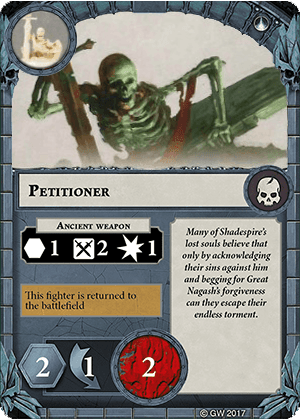 PETITIONER
ANCIENT WEAPON
1 2 1
Many of Shadespire's
lost souls believe that
only by acknowledging
their sins against him
and begging for Great
Nagash's forgiveness
can they escape their
endless torment.
This fighter is returned to
the battlefield
2 1 2
© GW 2017